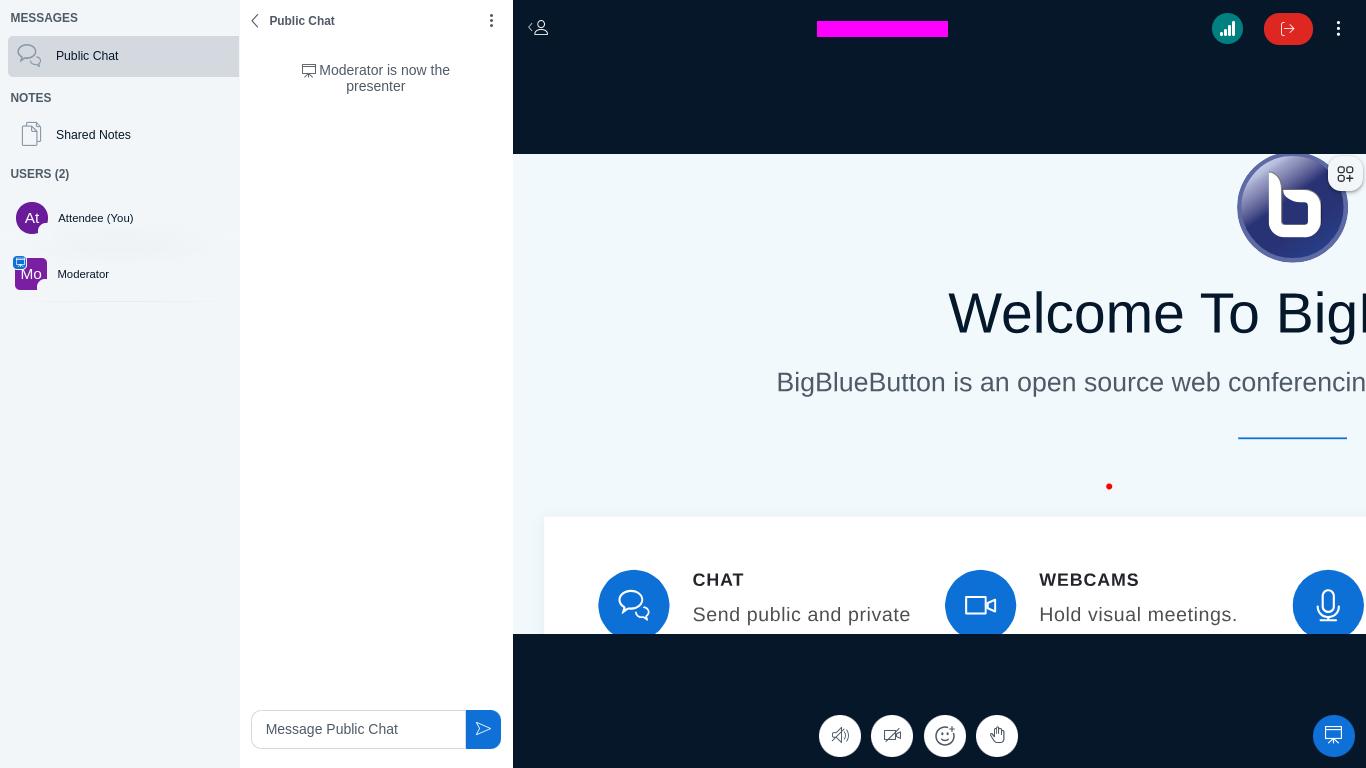 MESSAGES
Public Chat
NOTES
Shared Notes
USERS (2)
At
Attendee (You)
Mo
Moderator
Public Chat
Moderator is now the
presenter
Message Public Chat
Welcome To Big
BigBlueButton is an open source web conferencin
CHAT
Send public and private
WEBCAMS
Hold visual meetings.